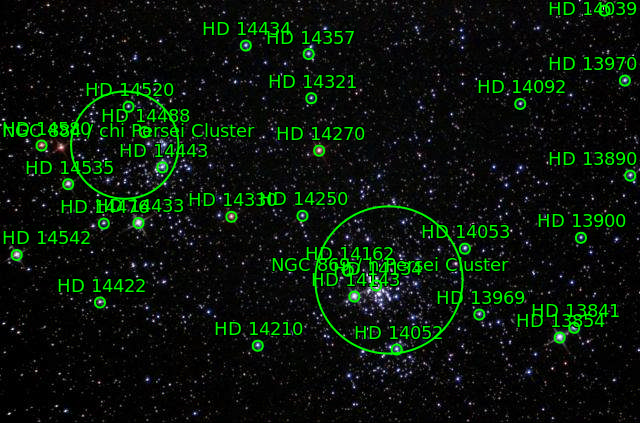 HD 14039
HD 14434
HD 14357
HD 13970
HD 14321
HD 14092
HD 14520
HD 14488
HD 14580
NGC 884 / chi Persei Cluster
HD 14270
HD 14443
HD 13890
HD 14535
HD 14476
HD 14433
HD 14330
HD 14250
HD 13900
HD 14053
HD 14542
HD 14162
NGC 869 / h Persei Cluster
HD 14134
HD 14143
HD 14422
HD 13969
HD 13841
HD 13854
HD 14210
HD 14052